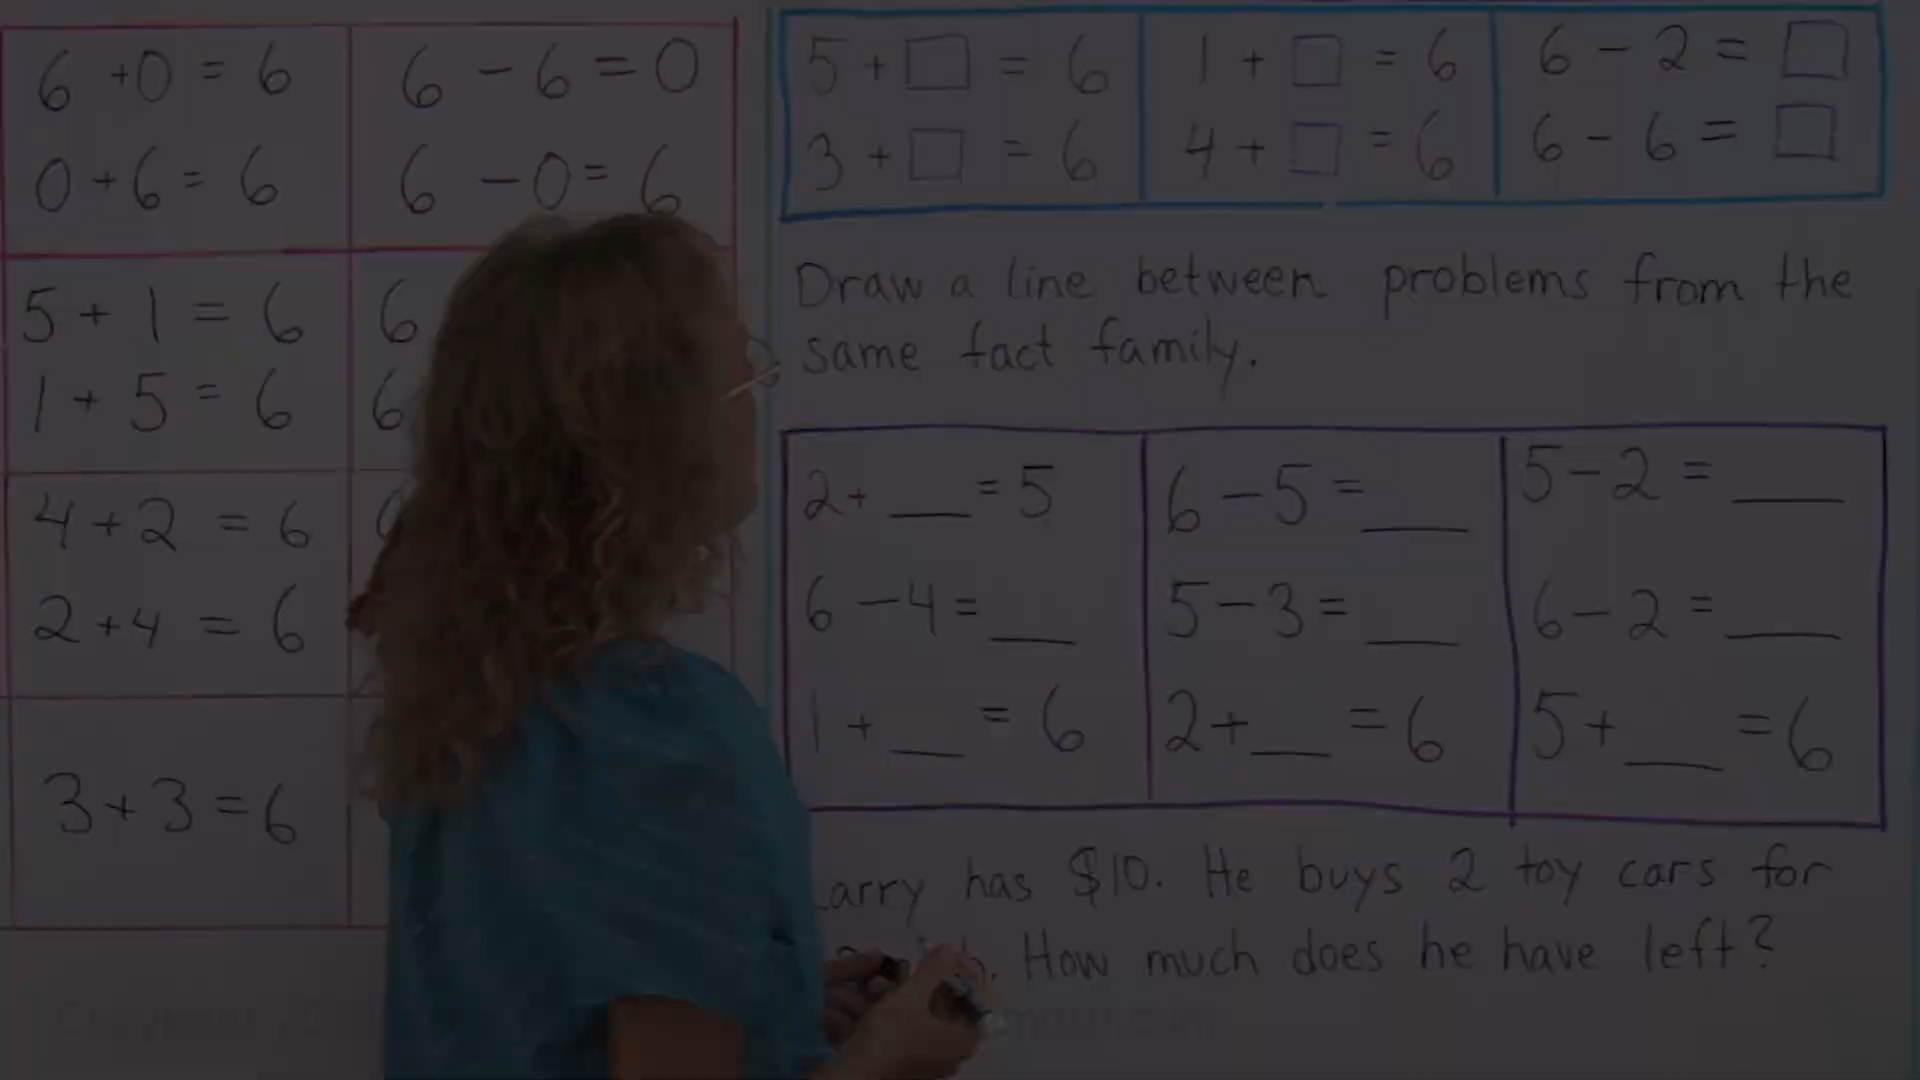 6 + 0 = 6
0 + 6 = 6
6 - 6 = 0
6 - 0 = 6
5 + 1 = 6
1 + 5 = 6
6
6
4 + 2 = 6
2 + 4 = 6
3 + 3 = 6
5 + □ = 6
3 + □ = 6
1 + □ = 6
4 + □ = 6
6 - 2 = □
6 - 6 = □
Draw a line between problems from the
same fact family.
2 + __ = 5
6 - 4 = __
1 + __ = 6
6 - 5 = __
5 - 3 = __
2 + __ = 6
5 - 2 = __
6 - 2 = __
5 + __ = 6
Larry has $10. He buys 2 toy cars for
How much does he have left?